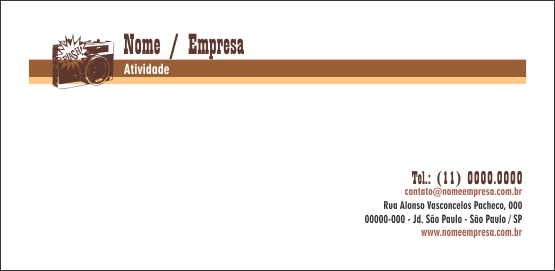 FLASH!
Nome / Empresa
Atividade
Tel.: (11) 0000.0000
contato@nomeempresa.com.br
Rua Alonso Vasconcelos Pacheco, 000
00000-000 - Jd. São Paulo - São Paulo / SP
www.nomeempresa.com.br